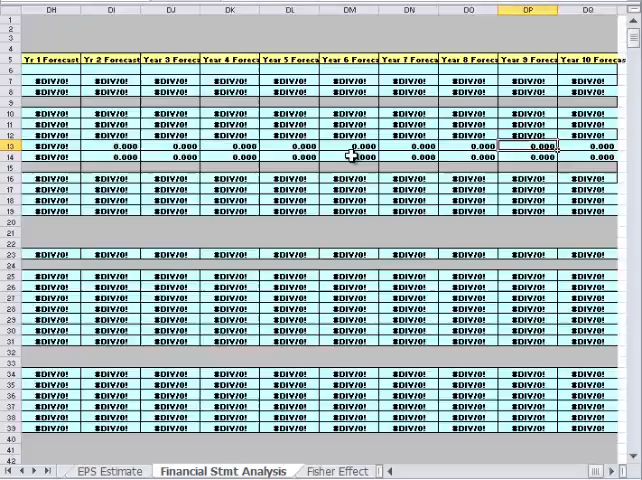 DH DI DJ DK DL DM DN DO DP DQ
1
2
3
4
5 Yr 1 Forecast Yr 2 Forecast Year 3 Forecas Year 4 Forecas Year 5 Forecas Year 6 Forecas Year 7 Forecas Year 8 Forecas Year 9 Forecas Year 10 Forecas
6
7 #DIV/0! #DIV/0! #DIV/0! #DIV/0! #DIV/0! #DIV/0! #DIV/0! #DIV/0! #DIV/0! #DIV/0!
8 #DIV/0! #DIV/0! #DIV/0! #DIV/0! #DIV/0! #DIV/0! #DIV/0! #DIV/0! #DIV/0! #DIV/0!
9
10 #DIV/0! #DIV/0! #DIV/0! #DIV/0! #DIV/0! #DIV/0! #DIV/0! #DIV/0! #DIV/0! #DIV/0!
11 #DIV/0! #DIV/0! #DIV/0! #DIV/0! #DIV/0! #DIV/0! #DIV/0! #DIV/0! #DIV/0! #DIV/0!
12 #DIV/0! #DIV/0! #DIV/0! #DIV/0! #DIV/0! #DIV/0! #DIV/0! #DIV/0! #DIV/0! #DIV/0!
13 #DIV/0! 0.000 0.000 0.000 0.000 0.000 0.000 0.000 0.000 0.000
14 #DIV/0! 0.000 0.000 0.000 0.000 000 0.000 0.000 0.000 0.000
15
16 #DIV/0! #DIV/0! #DIV/0! #DIV/0! #DIV/0! #DIV/0! #DIV/0! #DIV/0! #DIV/0! #DIV/0!
17 #DIV/0! #DIV/0! #DIV/0! #DIV/0! #DIV/0! #DIV/0! #DIV/0! #DIV/0! #DIV/0! #DIV/0!
18 #DIV/0! #DIV/0! #DIV/0! #DIV/0! #DIV/0! #DIV/0! #DIV/0! #DIV/0! #DIV/0! #DIV/0!
19 #DIV/0! #DIV/0! #DIV/0! #DIV/0! #DIV/0! #DIV/0! #DIV/0! #DIV/0! #DIV/0! #DIV/0!
20
21
22
23 #DIV/0! #DIV/0! #DIV/0! #DIV/0! #DIV/0! #DIV/0! #DIV/0! #DIV/0! #DIV/0! #DIV/0!
24
25 #DIV/0! #DIV/0! #DIV/0! #DIV/0! #DIV/0! #DIV/0! #DIV/0! #DIV/0! #DIV/0! #DIV/0!
26 #DIV/0! #DIV/0! #DIV/0! #DIV/0! #DIV/0! #DIV/0! #DIV/0! #DIV/0! #DIV/0! #DIV/0!
27 #DIV/0! #DIV/0! #DIV/0! #DIV/0! #DIV/0! #DIV/0! #DIV/0! #DIV/0! #DIV/0! #DIV/0!
28 #DIV/0! #DIV/0! #DIV/0! #DIV/0! #DIV/0! #DIV/0! #DIV/0! #DIV/0! #DIV/0! #DIV/0!
29 #DIV/0! #DIV/0! #DIV/0! #DIV/0! #DIV/0! #DIV/0! #DIV/0! #DIV/0! #DIV/0! #DIV/0!
30 #DIV/0! #DIV/0! #DIV/0! #DIV/0! #DIV/0! #DIV/0! #DIV/0! #DIV/0! #DIV/0! #DIV/0!
31 #DIV/0! #DIV/0! #DIV/0! #DIV/0! #DIV/0! #DIV/0! #DIV/0! #DIV/0! #DIV/0! #DIV/0!
32
33
34 #DIV/0! #DIV/0! #DIV/0! #DIV/0! #DIV/0! #DIV/0! #DIV/0! #DIV/0! #DIV/0! #DIV/0!
35 #DIV/0! #DIV/0! #DIV/0! #DIV/0! #DIV/0! #DIV/0! #DIV/0! #DIV/0! #DIV/0! #DIV/0!
36 #DIV/0! #DIV/0! #DIV/0! #DIV/0! #DIV/0! #DIV/0! #DIV/0! #DIV/0! #DIV/0! #DIV/0!
37 #DIV/0! #DIV/0! #DIV/0! #DIV/0! #DIV/0! #DIV/0! #DIV/0! #DIV/0! #DIV/0! #DIV/0!
38 #DIV/0! #DIV/0! #DIV/0! #DIV/0! #DIV/0! #DIV/0! #DIV/0! #DIV/0! #DIV/0! #DIV/0!
39 #DIV/0! #DIV/0! #DIV/0! #DIV/0! #DIV/0! #DIV/0! #DIV/0! #DIV/0! #DIV/0! #DIV/0!
40
41
42
EPS Estimate Financial Stmt Analysis Fisher Effect